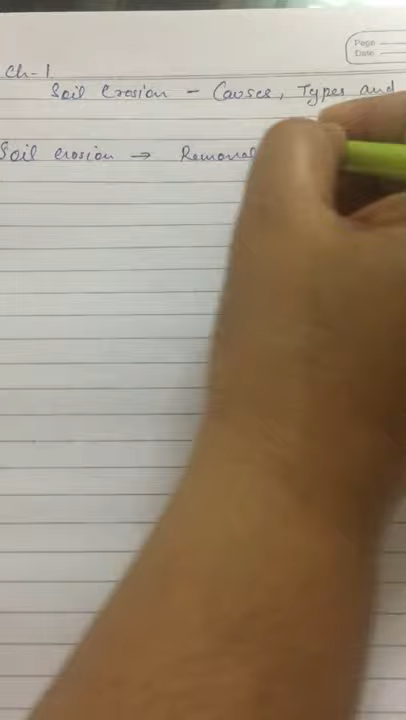 Page
Date
Ch-1
Soil Erosion - Causes, Types and
Soil erosion → Removal